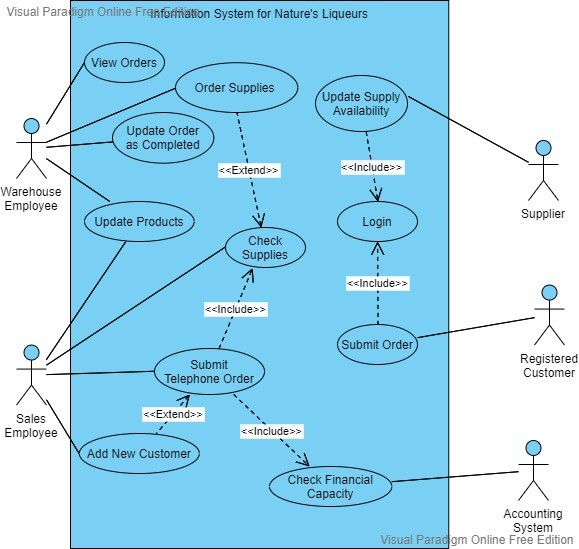 Visual Paradigm Online Free Edition
Information System for Nature's Liqueurs
View Orders
Order Supplies
Update Supply
Availability
Update Order
as Completed
Warehouse
Employee
<<Extend>>
<<Include>>
Supplier
Update Products
Login
Check
Supplies
<<Include>>
<<Include>>
Submit Order
Registered
Customer
Submit
Telephone Order
Sales
Employee
<<Extend>>
<<Include>>
Add New Customer
Check Financial
Capacity
Accounting
System
Visual Paradigm Online Free Edition